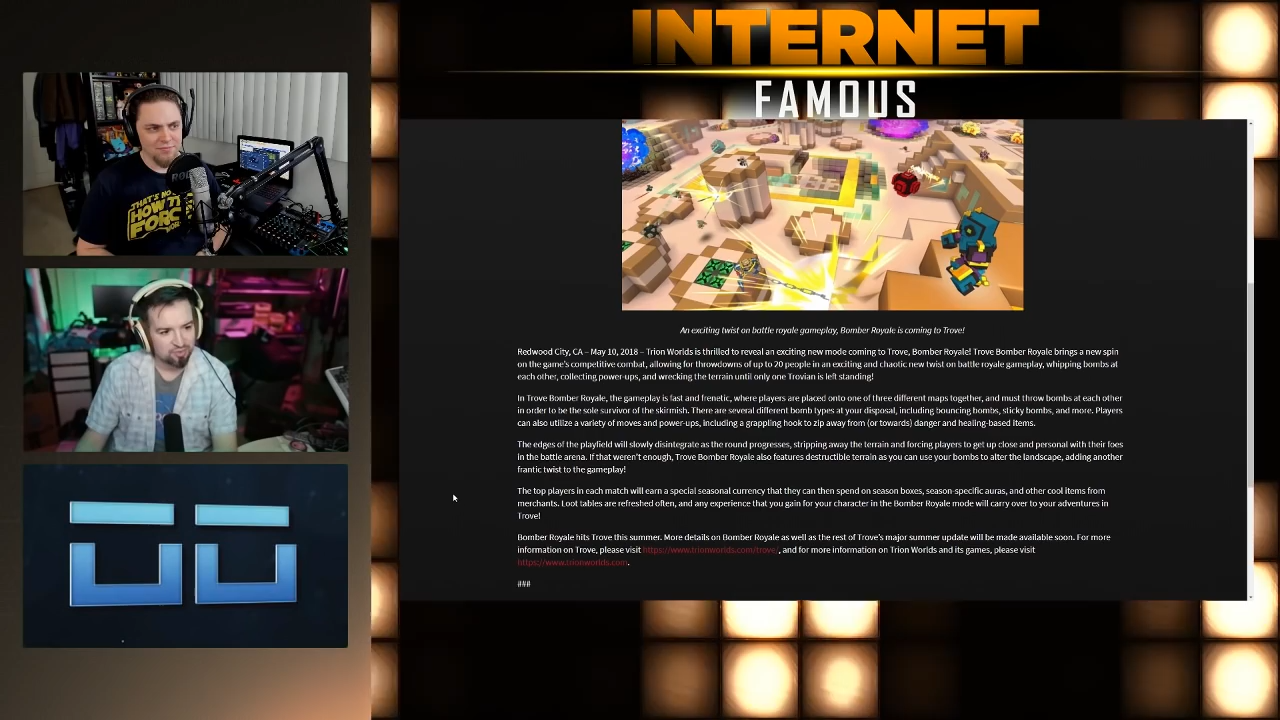 INTERNET
FAMOUS
THAT'S NO
HOW TH
FORC
An exciting twist on battle royale gameplay, Bomber Royale is coming to Trove!
Redwood City, CA – May 10, 2018 – Trion Worlds is thrilled to reveal an exciting new mode coming to Trove, Bomber Royale! Trove Bomber Royale brings a new spin
on the game's competitive combat, allowing for throwdowns of up to 20 people in an exciting and chaotic new twist on battle royale gameplay, whipping bombs at
each other, collecting power-ups, and wrecking the terrain until only one Trovian is left standing!
In Trove Bomber Royale, the gameplay is fast and frenetic, where players are placed onto one of three different maps together, and must throw bombs at each other
in order to be the sole survivor of the skirmish. There are several different bomb types at your disposal, including bouncing bombs, sticky bombs, and more. Players
can also utilize a variety of moves and power-ups, including a grappling hook to zip away from (or towards) danger and healing-based items.
The edges of the playfield will slowly disintegrate as the round progresses, stripping away the terrain and forcing players to get up close and personal with their foes
in the battle arena. If that weren't enough, Trove Bomber Royale also features destructible terrain as you can use your bombs to alter the landscape, adding another
frantic twist to the gameplay!
The top players in each match will earn a special seasonal currency that they can then spend on season boxes, season-specific auras, and other cool items from
merchants. Loot tables are refreshed often, and any experience that you gain for your character in the Bomber Royale mode will carry over to your adventures in
Trove!
Bomber Royale hits Trove this summer. More details on Bomber Royale as well as the rest of Trove's major summer update will be made available soon. For more
information on Trove, please visit https://www.trionworlds.com/trove/, and for more information on Trion Worlds and its games, please visit
https://www.trionworlds.com.
###